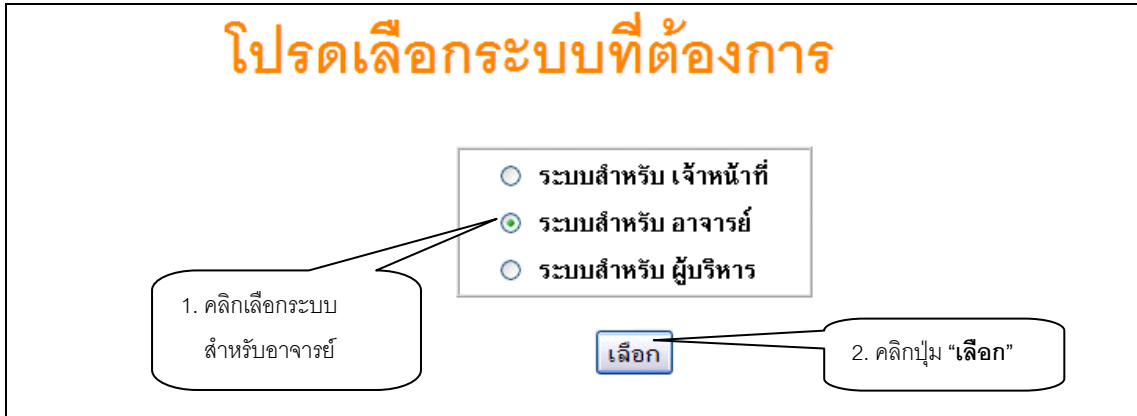 โปรดเลือกระบบที่ต้องการ
ระบบสำหรับ เจ้าหน้าที่
ระบบสำหรับ อาจารย์
ระบบสำหรับ ผู้บริหาร
1. คลิกเลือกระบบ
สำหรับอาจารย์
เลือก
2. คลิกปุ่ม “เลือก”